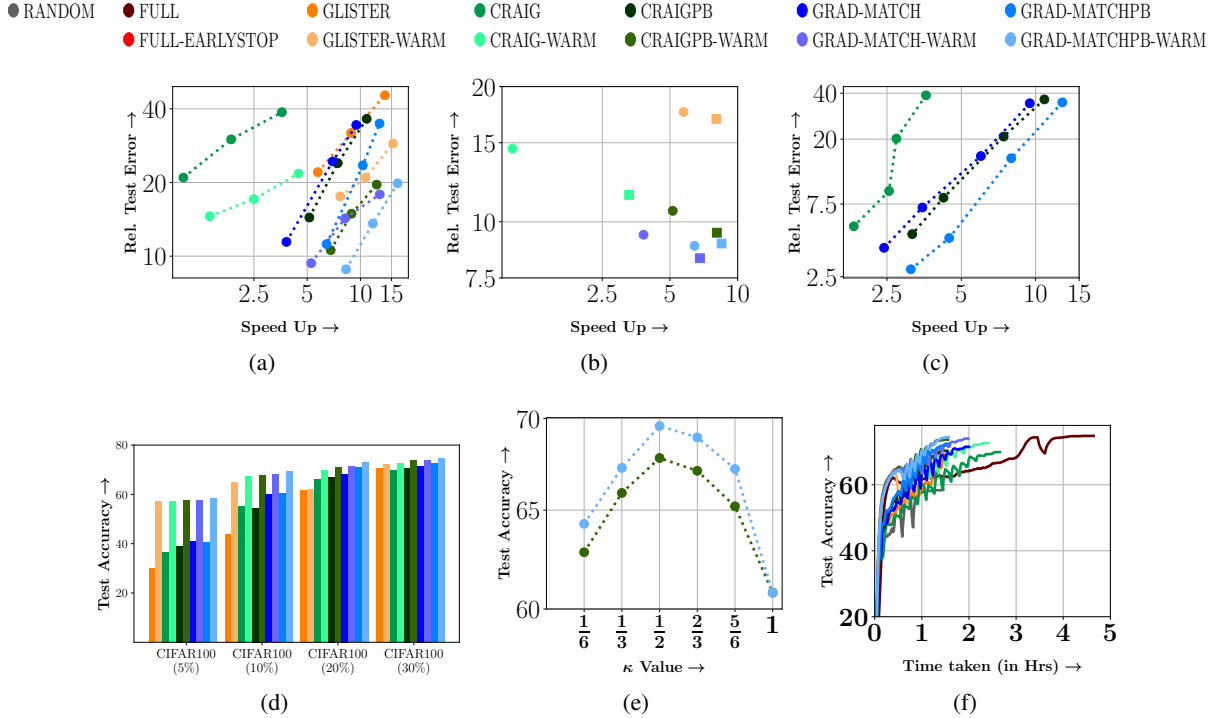 RANDOM FULL GLISTER CRAIG CRAIGPB GRAD-MATCH GRAD-MATCHPB
FULL-EARLYSTOP GLISTER-WARM CRAIG-WARM CRAIGPB-WARM GRAD-MATCH-WARM GRAD-MATCHPB-WARM
Rel. Test Error →
40
20
10
2.5 5 10 15
Speed Up →
(a)
Rel. Test Error →
20
15
10
7.5
2.5 5 10
Speed Up →
(b)
Rel. Test Error →
40
20
7.5
2.5
2.5 5 10 15
Speed Up →
(c)
Test Accuracy →
80
60
40
20
CIFAR100 CIFAR100 CIFAR100 CIFAR100
(5%) (10%) (20%) (30%)
(d)
Test Accuracy →
70
65
60
1/6 1/3 1/2 2/3 5/6 1
κ Value →
(e)
Test Accuracy →
60
40
20
0 1 2 3 4 5
Time taken (in Hrs) →
(f)